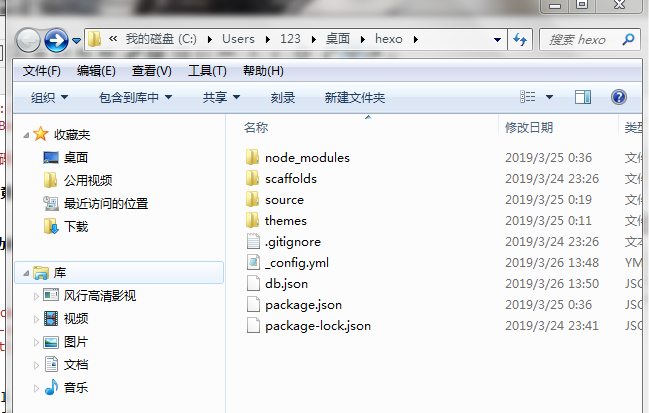 « 我的磁盘 (C:) ▸ Users ▸ 123 ▸ 桌面 ▸ hexo ▸
搜索 hexo
文件(F) 编辑(E) 查看(V) 工具(T) 帮助(H)
组织 包含到库中 共享 刻录 新建文件夹
收藏夹
桌面
公用视频
最近访问的位置
下载
库
风行高清影视
视频
图片
文档
音乐
名称 修改日期 类型
node_modules 2019/3/25 0:36 文件
scaffolds 2019/3/24 23:26 文件
source 2019/3/25 0:19 文件
themes 2019/3/25 0:11 文件
.gitignore 2019/3/24 23:26 文本
_config.yml 2019/3/26 13:48 YM
db.json 2019/3/26 13:50 JSO
package.json 2019/3/25 0:36 JSO
package-lock.json 2019/3/24 23:41 JSO